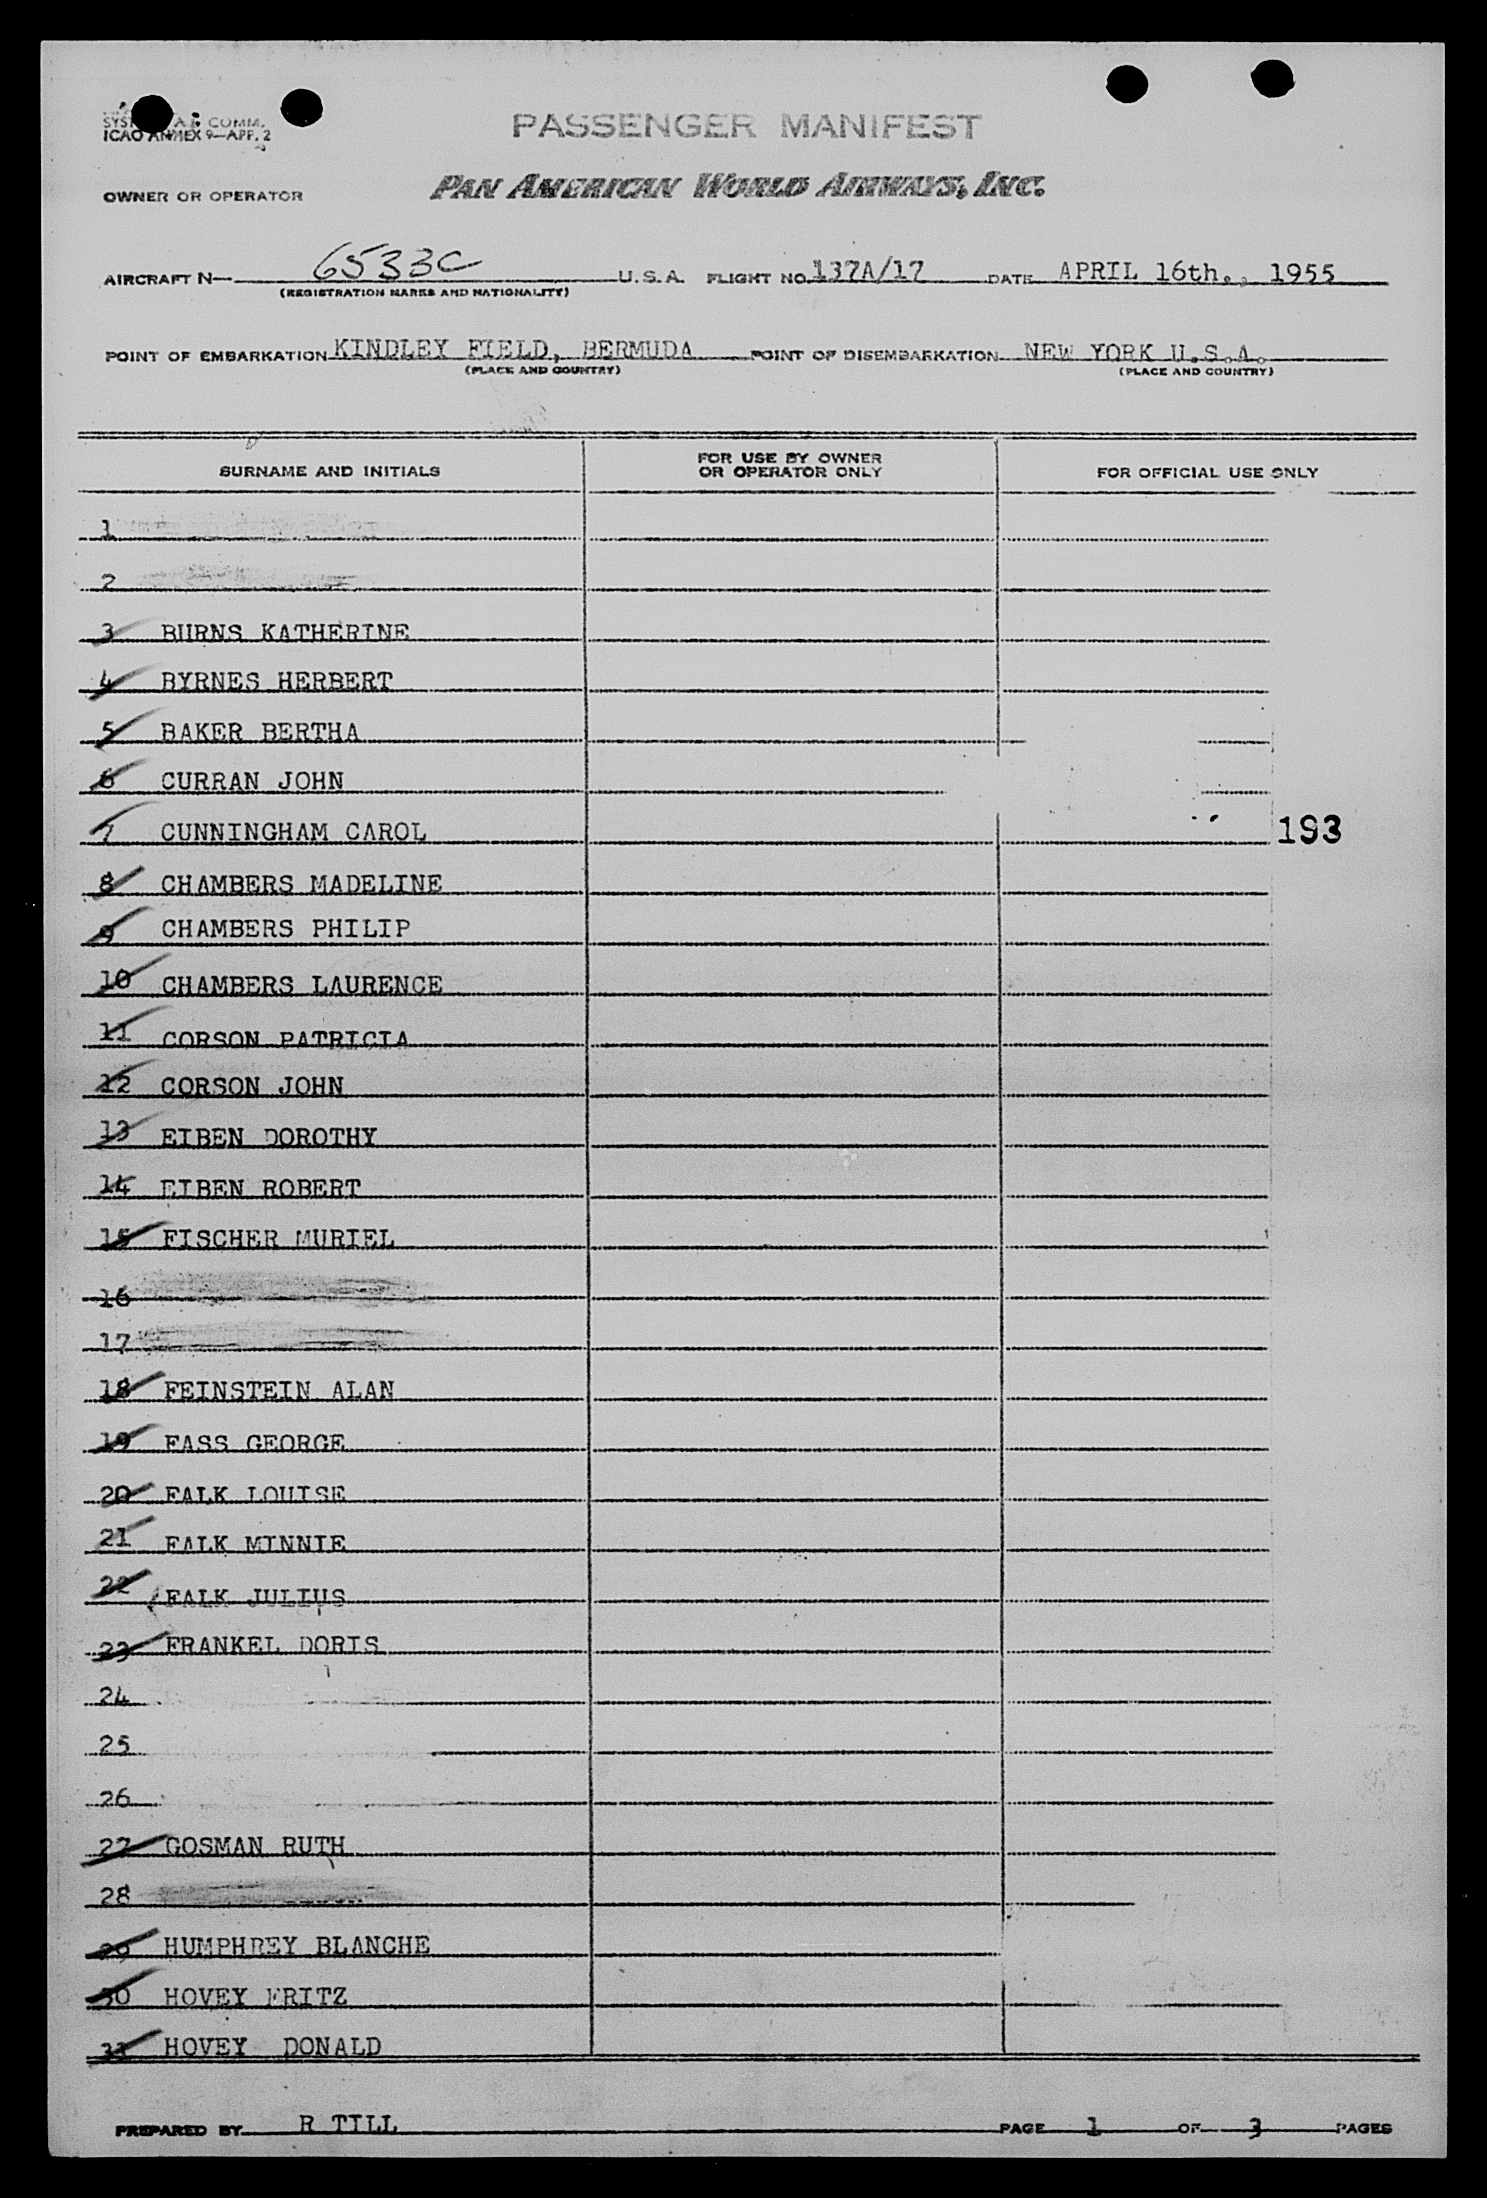 COMM.
ICAO ANNEX 9—APP. 2
PASSENGER MANIFEST
OWNER OR OPERATOR PAN AMERICAN WORLD AIRWAYS, INC.
AIRCRAFT N— 6533C U.S.A. FLIGHT NO. 137A/17 DATE APRIL 16th., 1955
(REGISTRATION MARKS AND NATIONALITY)
POINT OF EMBARKATION KINDLEY FIELD, BERMUDA POINT OF DISEMBARKATION NEW YORK U.S.A.
(PLACE AND COUNTRY) (PLACE AND COUNTRY)
SURNAME AND INITIALS FOR USE BY OWNER OR OPERATOR ONLY FOR OFFICIAL USE ONLY
1
2
3 BURNS KATHERINE
4 BYRNES HERBERT
5 BAKER BERTHA
6 CURRAN JOHN
7 CUNNINGHAM CAROL 193
8 CHAMBERS MADELINE
9 CHAMBERS PHILIP
10 CHAMBERS LAURENCE
11 CORSON PATRICIA
12 CORSON JOHN
13 EIBEN DOROTHY
14 EIBEN ROBERT
15 FISCHER MURIEL
16
17
18 FEINSTEIN ALAN
19 FASS GEORGE
20 FALK LOUISE
21 FALK MINNIE
22 FALK JULIUS
23 FRANKEL DORIS
24
25
26
27 GOSMAN RUTH
28
29 HUMPHREY BLANCHE
30 HOVEY FRITZ
31 HOVEY DONALD
PREPARED BY R TILL PAGE 1 OF 3 PAGES